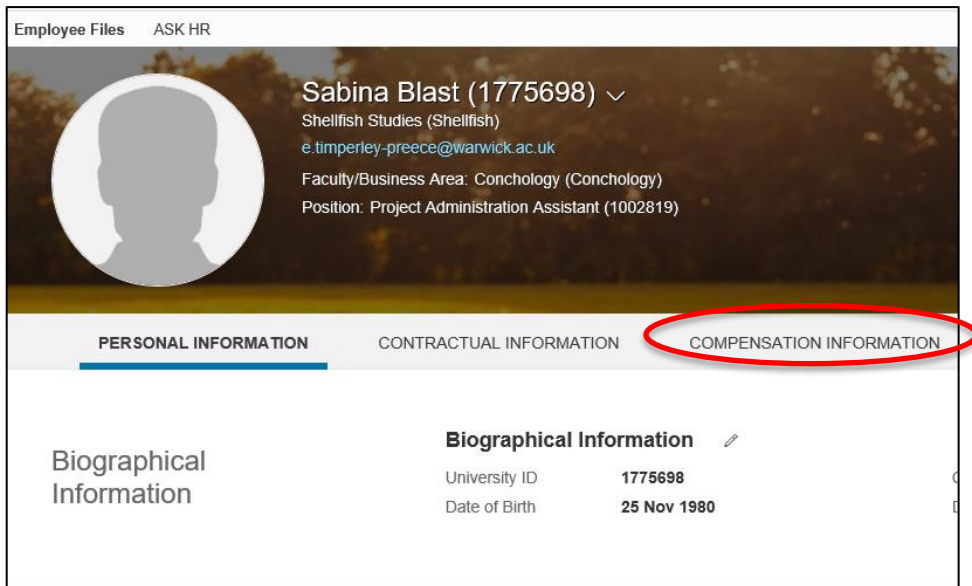 Employee Files ASK HR
Sabina Blast (1775698)
Shellfish Studies (Shellfish)
e.timperley-preece@warwick.ac.uk
Faculty/Business Area: Conchology (Conchology)
Position: Project Administration Assistant (1002819)
PERSONAL INFORMATION CONTRACTUAL INFORMATION COMPENSATION INFORMATION
Biographical Information
Biographical
Information
University ID 1775698
Date of Birth 25 Nov 1980